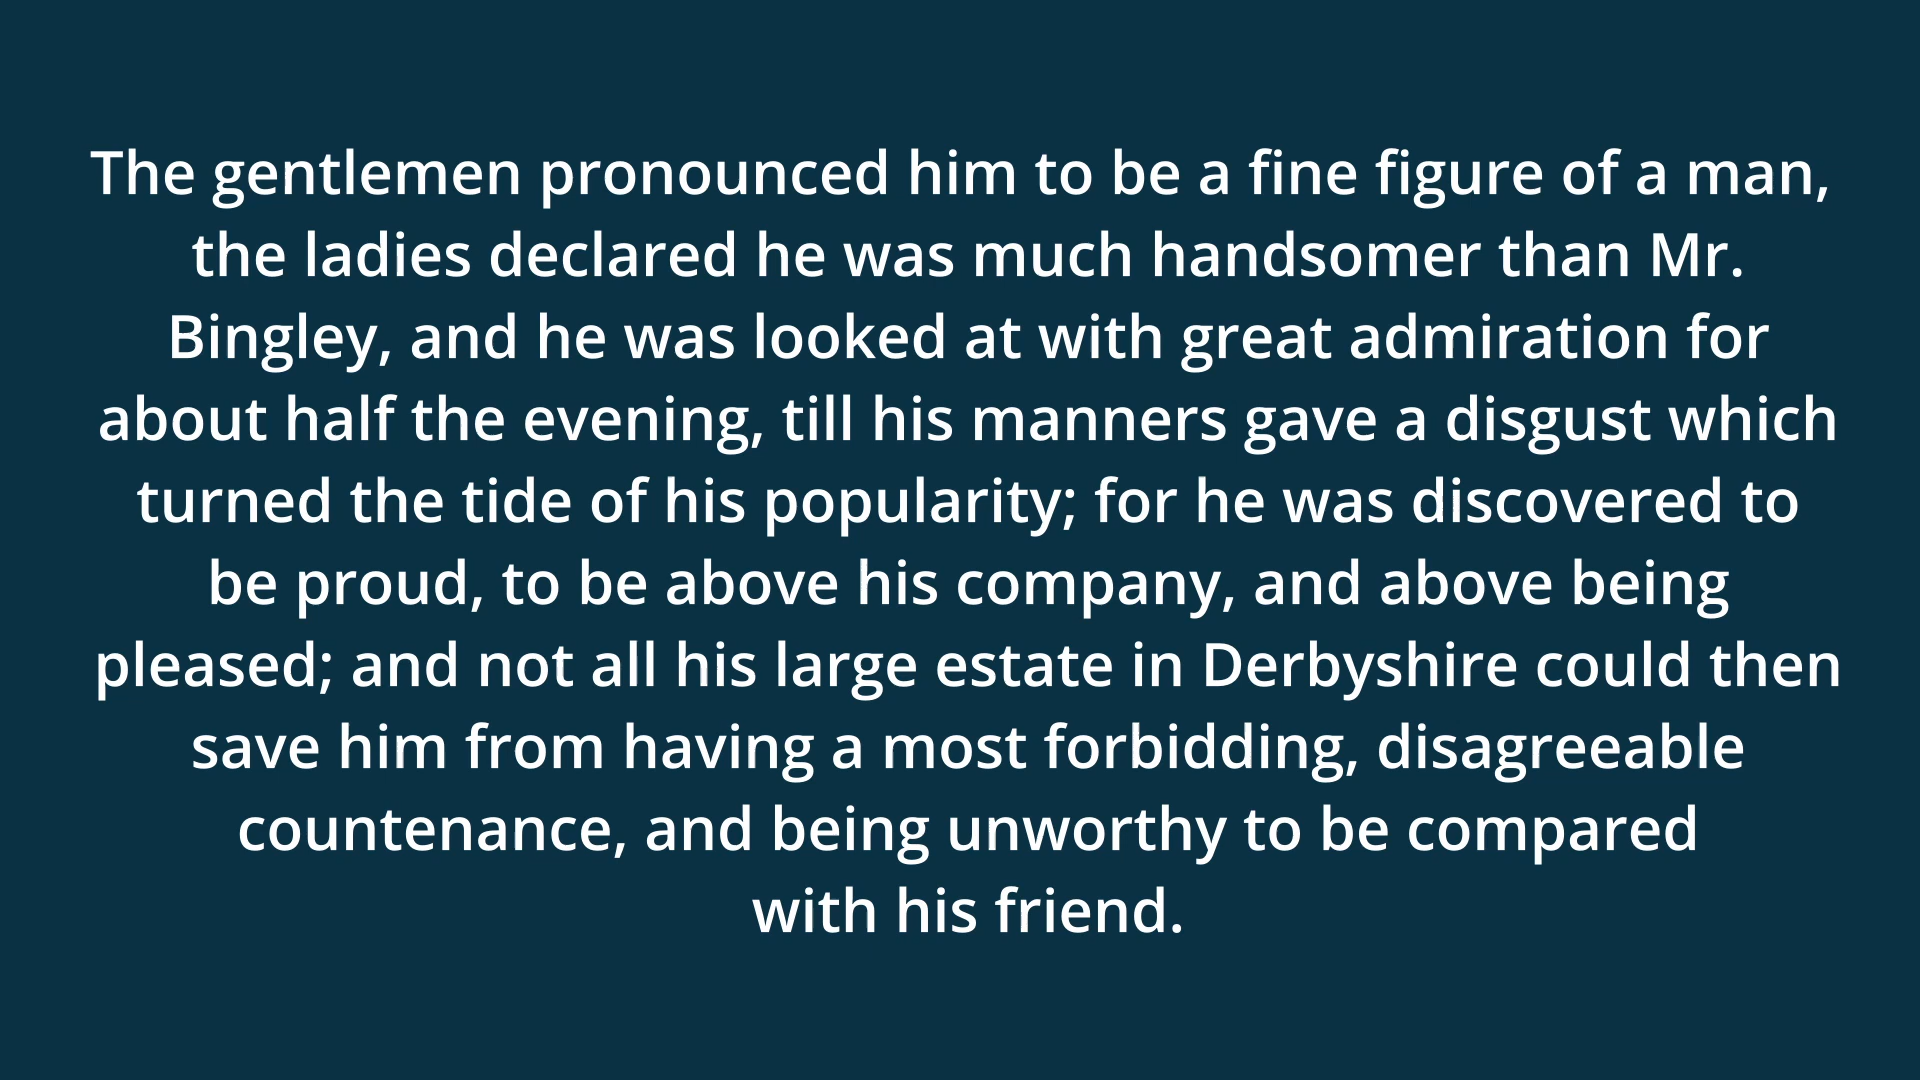 The gentlemen pronounced him to be a fine figure of a man,
the ladies declared he was much handsomer than Mr.
Bingley, and he was looked at with great admiration for
about half the evening, till his manners gave a disgust which
turned the tide of his popularity; for he was discovered to
be proud, to be above his company, and above being
pleased; and not all his large estate in Derbyshire could then
save him from having a most forbidding, disagreeable
countenance, and being unworthy to be compared
with his friend.